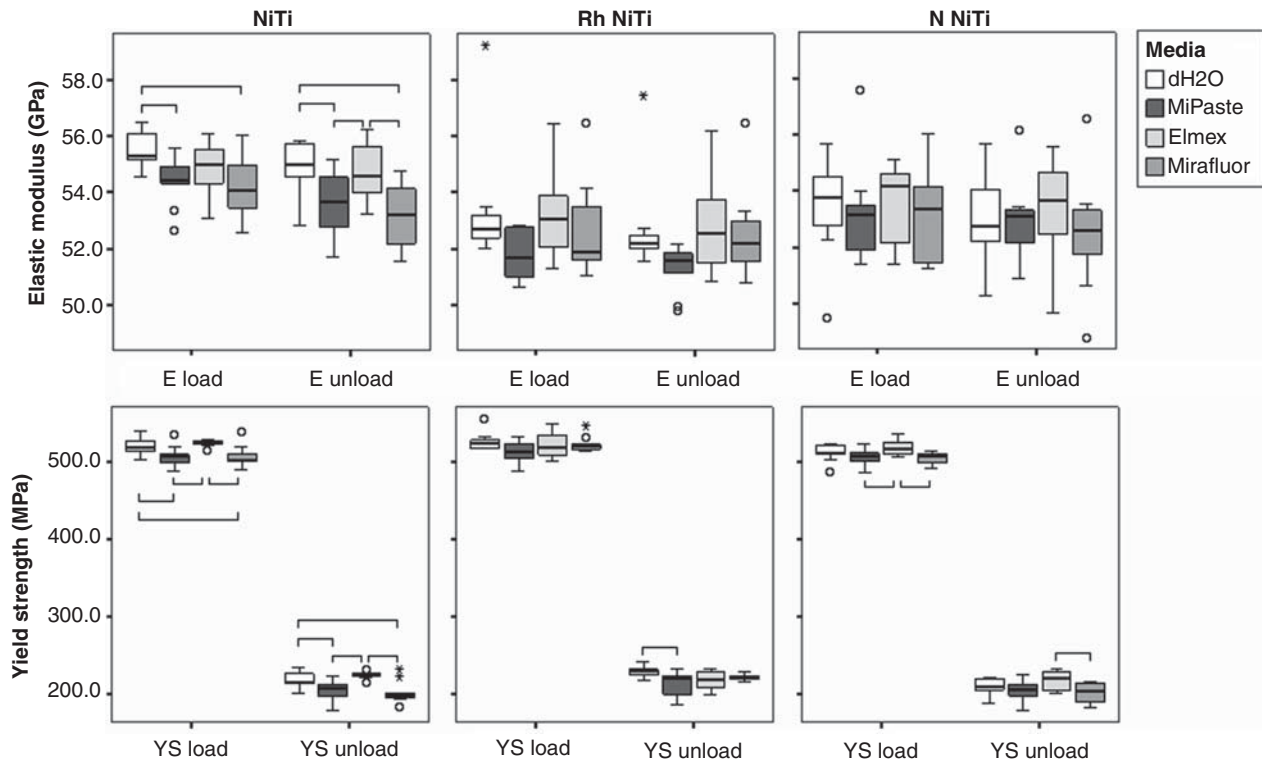 NiTi
Rh NiTi
N NiTi
Media
dH2O
MiPaste
Elmex
Mirafluor
Elastic modulus (GPa)
58.0
56.0
54.0
52.0
50.0
E load
E unload
E load
E unload
E load
E unload
Yield strength (MPa)
500.0
400.0
300.0
200.0
YS load
YS unload
YS load
YS unload
YS load
YS unload